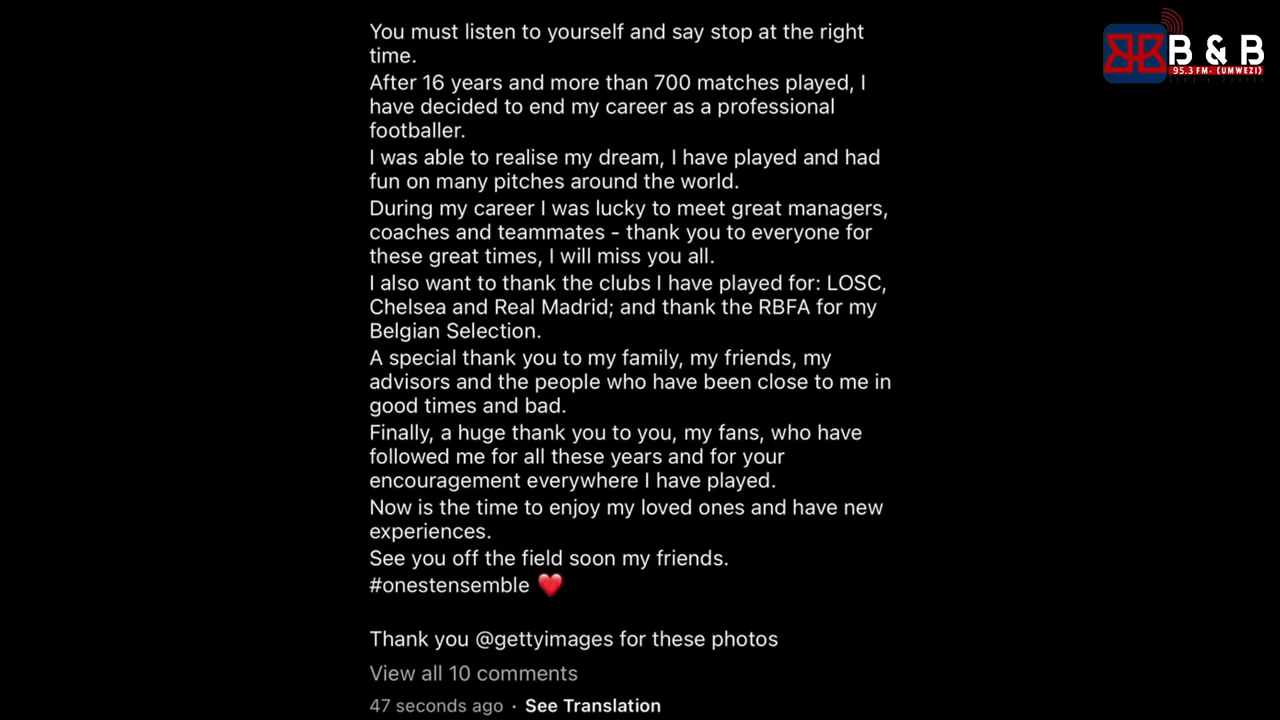 You must listen to yourself and say stop at the right
time.
After 16 years and more than 700 matches played, I
have decided to end my career as a professional
footballer.
I was able to realise my dream, I have played and had
fun on many pitches around the world.
During my career I was lucky to meet great managers,
coaches and teammates - thank you to everyone for
these great times, I will miss you all.
I also want to thank the clubs I have played for: LOSC,
Chelsea and Real Madrid; and thank the RBFA for my
Belgian Selection.
A special thank you to my family, my friends, my
advisors and the people who have been close to me in
good times and bad.
Finally, a huge thank you to you, my fans, who have
followed me for all these years and for your
encouragement everywhere I have played.
Now is the time to enjoy my loved ones and have new
experiences.
See you off the field soon my friends.
#onestensemble ❤️
Thank you @gettyimages for these photos
View all 10 comments
47 seconds ago · See Translation
B & B
95.3 FM- (UMWEZI)